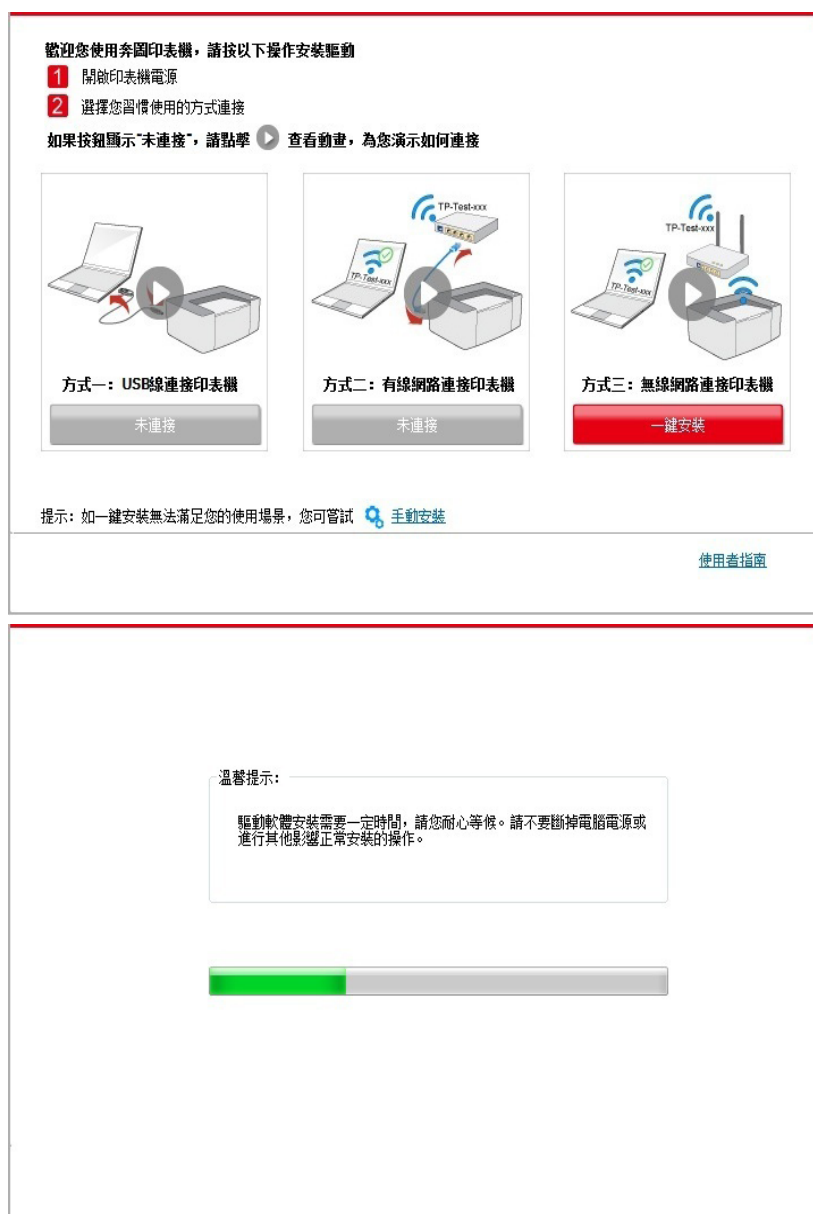 歡迎您使用奔圖印表機，請按以下操作安裝驅動
1 開啟印表機電源
2 選擇您習慣使用的方式連接
如果按鈕顯示"未連接"，請點擊 查看動畫，為您演示如何連接
TP-Test-xxx
TP-Test-xxx
TP-Test-xxx
TP-Test-xxx
方式一：USB線連接印表機
方式二：有線網路連接印表機
方式三：無線網路連接印表機
未連接
未連接
一鍵安裝
提示：如一鍵安裝無法滿足您的使用場景，您可嘗試 手動安裝
使用者指南
溫馨提示：
驅動軟體安裝需要一定時間，請您耐心等候。請不要斷掉電腦電源或
進行其他影響正常安裝的操作。